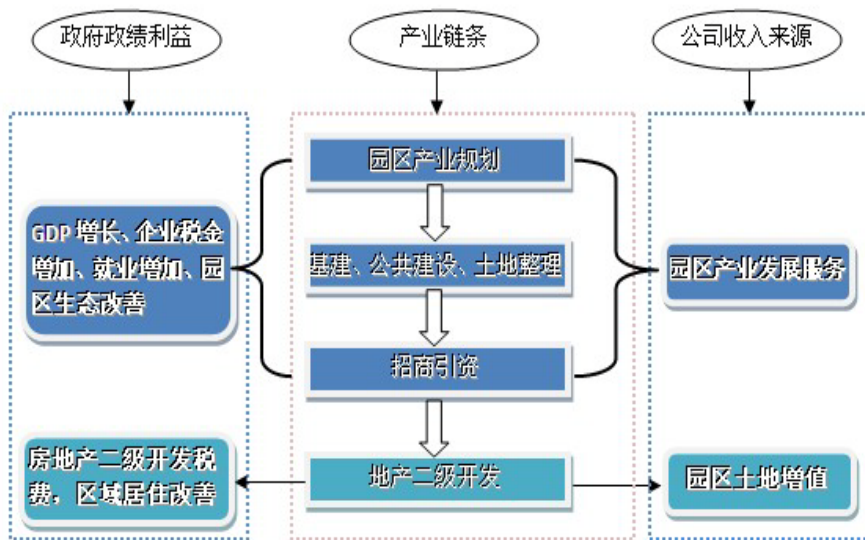 政府政绩利益
产业链条
公司收入来源
园区产业规划
GDP 增长、企业税金
增加、就业增加、园
区生态改善
基建、公共建设、土地整理
园区产业发展服务
招商引资
房地产二级开发税
费，区域居住改善
地产二级开发
园区土地增值